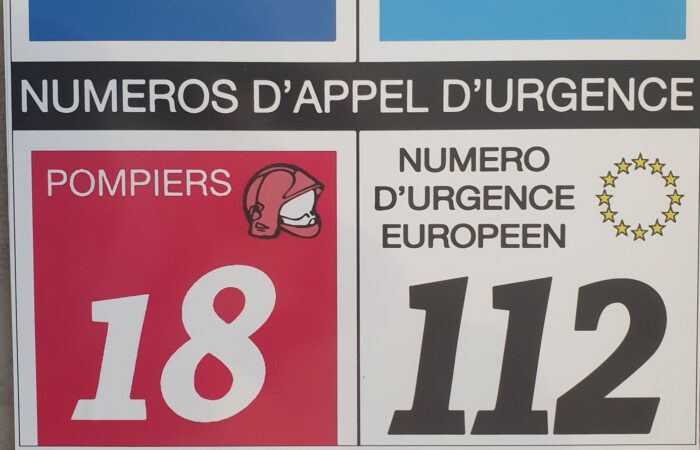 NUMEROS D'APPEL D'URGENCE
POMPIERS
18
NUMERO
D'URGENCE
EUROPEEN
112